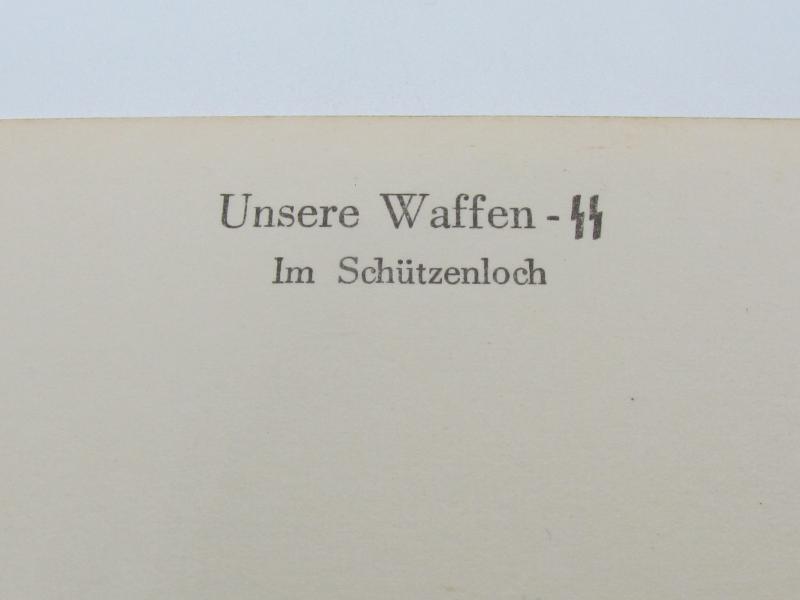 Unsere Waffen-ᛋᛋ
Im Schützenloch